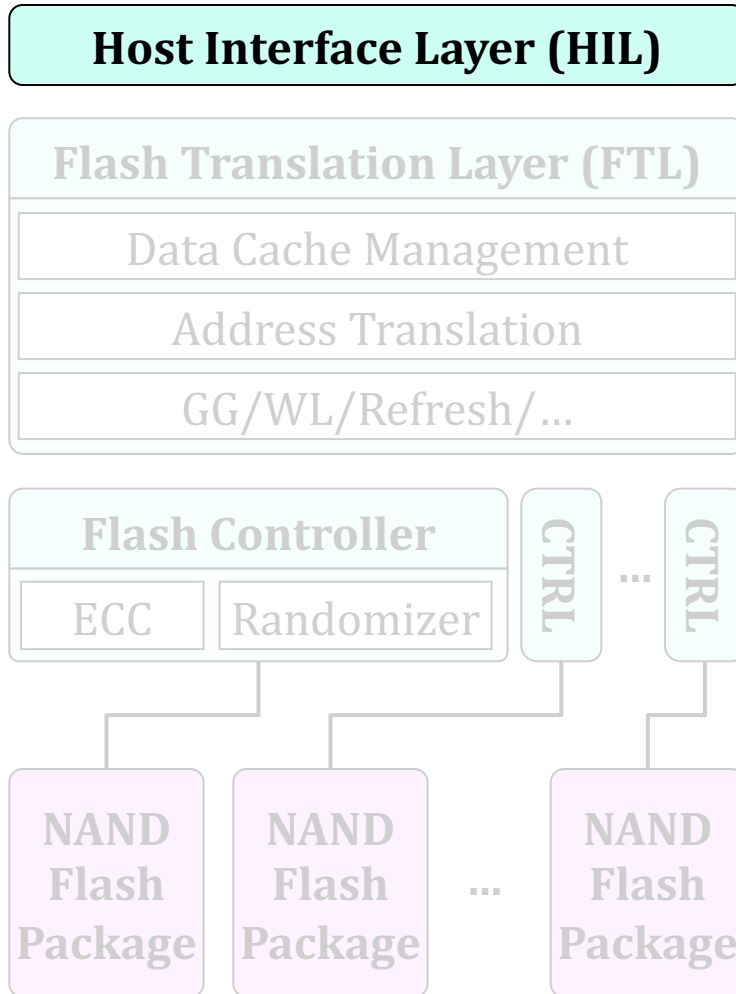 Host Interface Layer (HIL)
Flash Translation Layer (FTL)
Data Cache Management
Address Translation
GG/WL/Refresh/...
Flash Controller
ECC
Randomizer
CTRL
...
CTRL
NAND
Flash
Package
NAND
Flash
Package
...
NAND
Flash
Package